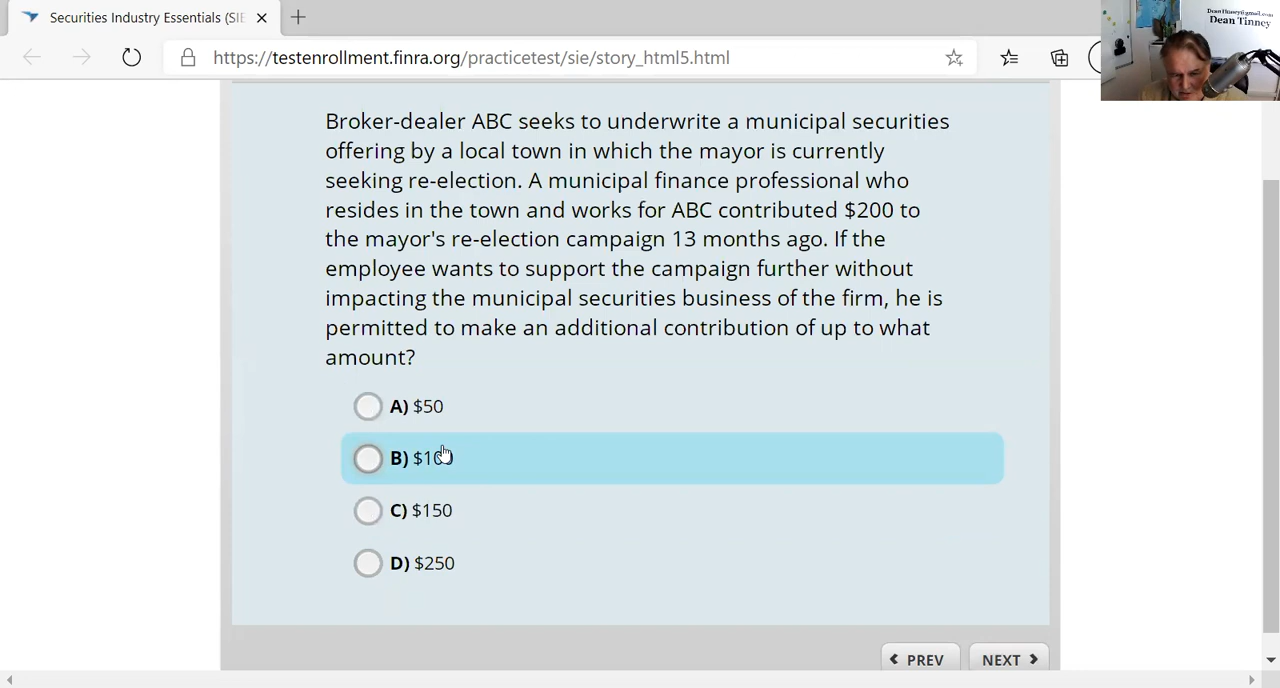 Securities Industry Essentials (SIE
https://testenrollment.finra.org/practicetest/sie/story_html5.html
DeanTinney@gmail.com
Dean Tinney
Broker-dealer ABC seeks to underwrite a municipal securities
offering by a local town in which the mayor is currently
seeking re-election. A municipal finance professional who
resides in the town and works for ABC contributed $200 to
the mayor's re-election campaign 13 months ago. If the
employee wants to support the campaign further without
impacting the municipal securities business of the firm, he is
permitted to make an additional contribution of up to what
amount?
A) $50
B) $100
C) $150
D) $250
PREV
NEXT